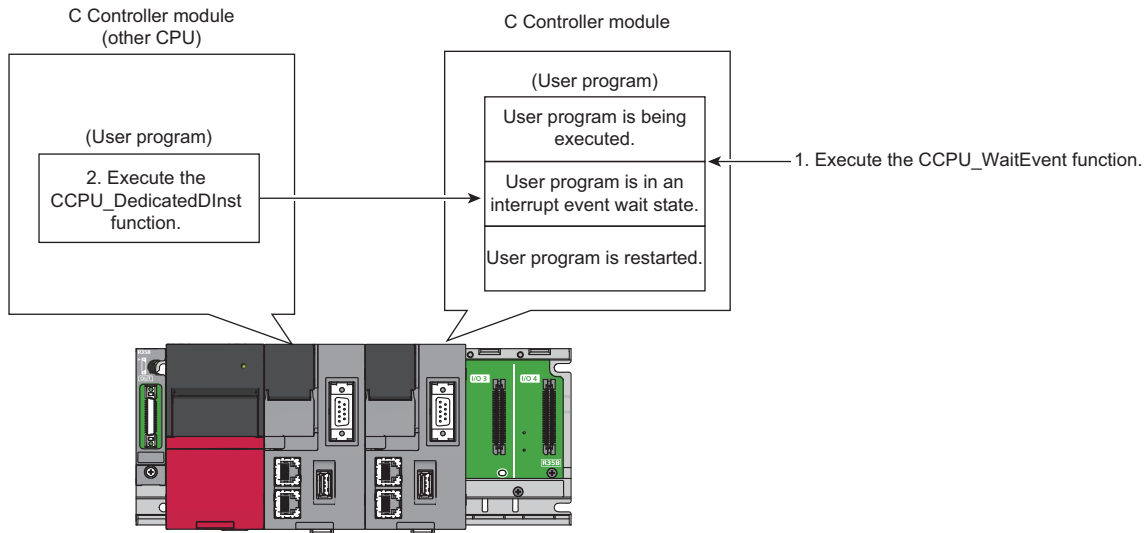 C Controller module
(other CPU)
C Controller module
(User program)
User program is being
executed.
1. Execute the CCPU_WaitEvent function.
(User program)
2. Execute the
CCPU_DedicatedDInst
function.
User program is in an
interrupt event wait state.
User program is restarted.
R35B
OUT
I/O 3
I/O 4
R35B